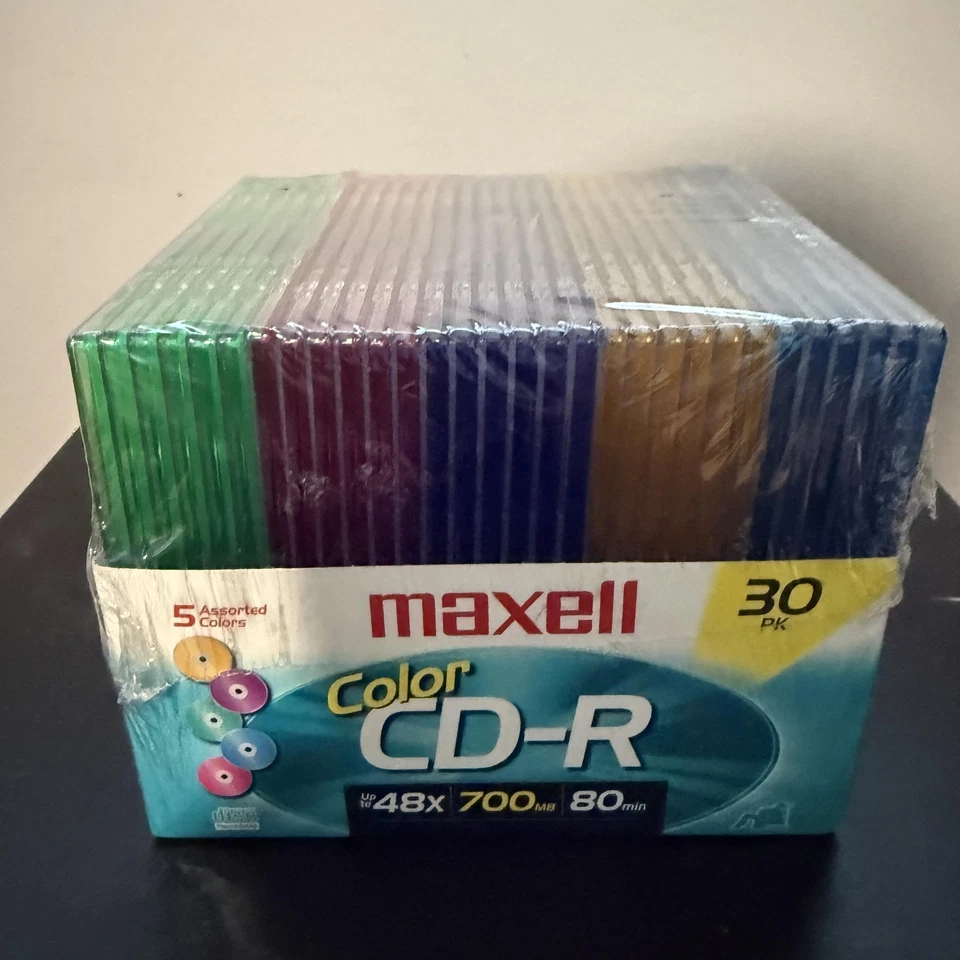 5 Assorted
Colors
maxell
30
PK
Color
CD-R
Up
to 48X 700MB 80min